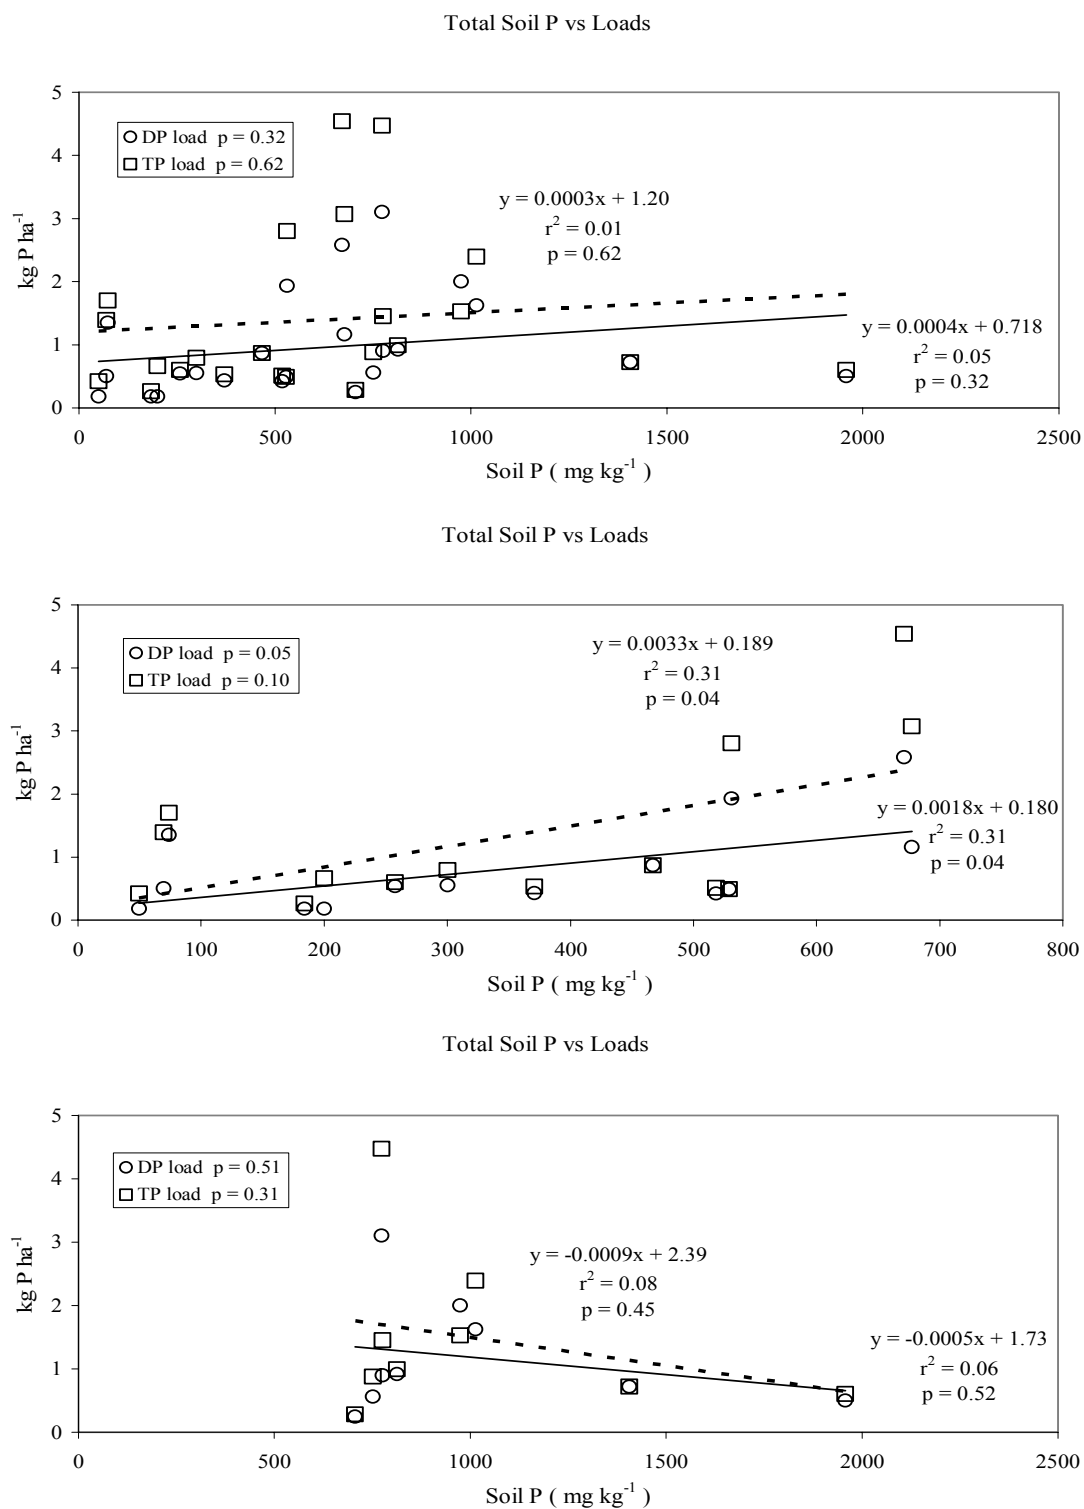 Total Soil P vs Loads
5
4
3
2
1
0
kg P ha⁻¹
DP load p = 0.32
TP load p = 0.62
y = 0.0003x + 1.20
r² = 0.01
p = 0.62
y = 0.0004x + 0.718
r² = 0.05
p = 0.32
0 500 1000 1500 2000 2500
Soil P ( mg kg⁻¹ )
Total Soil P vs Loads
5
4
3
2
1
0
kg P ha⁻¹
DP load p = 0.05
TP load p = 0.10
y = 0.0033x + 0.189
r² = 0.31
p = 0.04
y = 0.0018x + 0.180
r² = 0.31
p = 0.04
0 100 200 300 400 500 600 700 800
Soil P ( mg kg⁻¹ )
Total Soil P vs Loads
5
4
3
2
1
0
kg P ha⁻¹
DP load p = 0.51
TP load p = 0.31
y = -0.0009x + 2.39
r² = 0.08
p = 0.45
y = -0.0005x + 1.73
r² = 0.06
p = 0.52
0 500 1000 1500 2000 2500
Soil P ( mg kg⁻¹ )